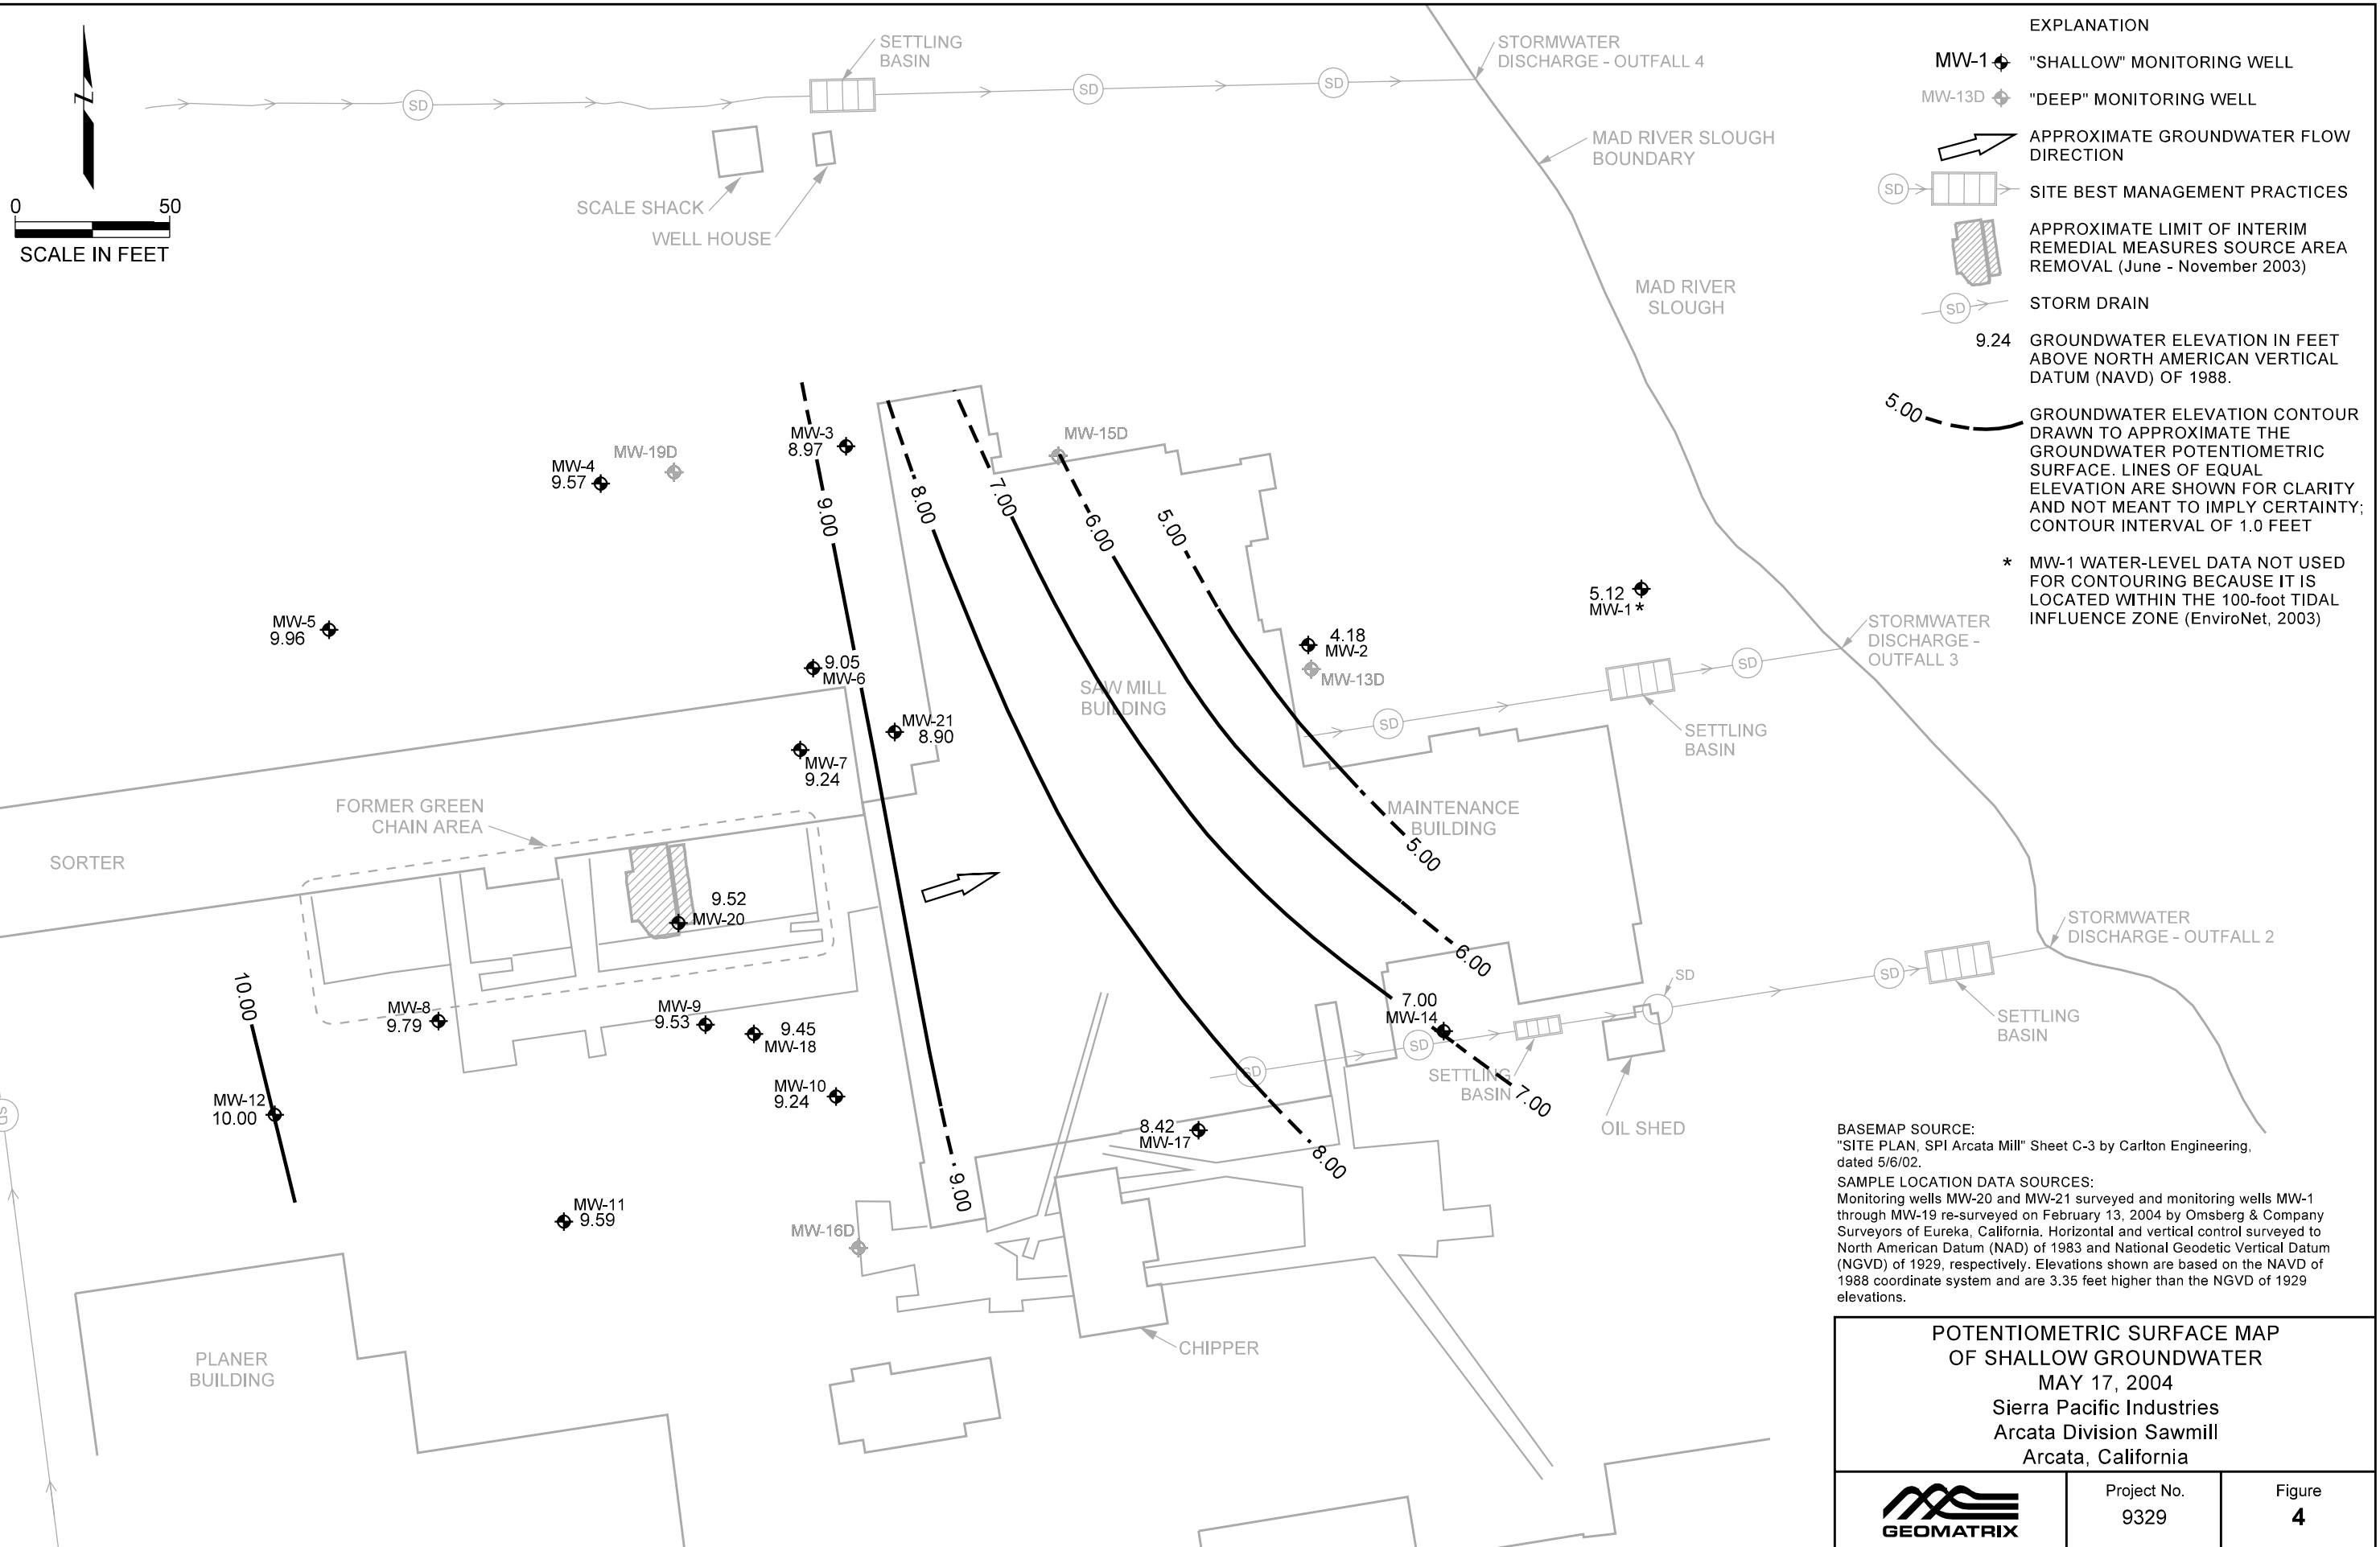 0 50
SCALE IN FEET
SD
SETTLING
BASIN
SD
SD
STORMWATER
DISCHARGE - OUTFALL 4
SCALE SHACK
WELL HOUSE
MAD RIVER SLOUGH
BOUNDARY
MAD RIVER
SLOUGH
EXPLANATION
MW-1 "SHALLOW" MONITORING WELL
MW-13D "DEEP" MONITORING WELL
APPROXIMATE GROUNDWATER FLOW
DIRECTION
SD SITE BEST MANAGEMENT PRACTICES
APPROXIMATE LIMIT OF INTERIM
REMEDIAL MEASURES SOURCE AREA
REMOVAL (June - November 2003)
SD STORM DRAIN
9.24 GROUNDWATER ELEVATION IN FEET
ABOVE NORTH AMERICAN VERTICAL
DATUM (NAVD) OF 1988.
5.00 GROUNDWATER ELEVATION CONTOUR
DRAWN TO APPROXIMATE THE
GROUNDWATER POTENTIOMETRIC
SURFACE. LINES OF EQUAL
ELEVATION ARE SHOWN FOR CLARITY
AND NOT MEANT TO IMPLY CERTAINTY;
CONTOUR INTERVAL OF 1.0 FEET
* MW-1 WATER-LEVEL DATA NOT USED
FOR CONTOURING BECAUSE IT IS
LOCATED WITHIN THE 100-foot TIDAL
INFLUENCE ZONE (EnviroNet, 2003)
MW-3
8.97
MW-19D
MW-4
9.57
MW-15D
9.00
8.00
7.00
6.00
5.00
MW-5
9.96
9.05
MW-6
MW-21
8.90
MW-7
9.24
SAW MILL
BUILDING
4.18
MW-2
MW-13D
5.12
MW-1*
SD
SD
SETTLING
BASIN
STORMWATER
DISCHARGE -
OUTFALL 3
FORMER GREEN
CHAIN AREA
SORTER
MAINTENANCE
BUILDING
5.00
9.52
MW-20
6.00
STORMWATER
DISCHARGE - OUTFALL 2
SD
SD
SETTLING
BASIN
10.00
MW-8
9.79
MW-9
9.53
9.45
MW-18
7.00
MW-14
SD
SD
SETTLING
BASIN
7.00
OIL SHED
MW-10
9.24
MW-12
10.00
SD
8.42
MW-17
8.00
9.00
MW-11
9.59
MW-16D
CHIPPER
PLANER
BUILDING
BASEMAP SOURCE:
"SITE PLAN, SPI Arcata Mill" Sheet C-3 by Carlton Engineering,
dated 5/6/02.
SAMPLE LOCATION DATA SOURCES:
Monitoring wells MW-20 and MW-21 surveyed and monitoring wells MW-1
through MW-19 re-surveyed on February 13, 2004 by Omsberg & Company
Surveyors of Eureka, California. Horizontal and vertical control surveyed to
North American Datum (NAD) of 1983 and National Geodetic Vertical Datum
(NGVD) of 1929, respectively. Elevations shown are based on the NAVD of
1988 coordinate system and are 3.35 feet higher than the NGVD of 1929
elevations.
POTENTIOMETRIC SURFACE MAP
OF SHALLOW GROUNDWATER
MAY 17, 2004
Sierra Pacific Industries
Arcata Division Sawmill
Arcata, California
GEOMATRIX
Project No.
9329
Figure
4